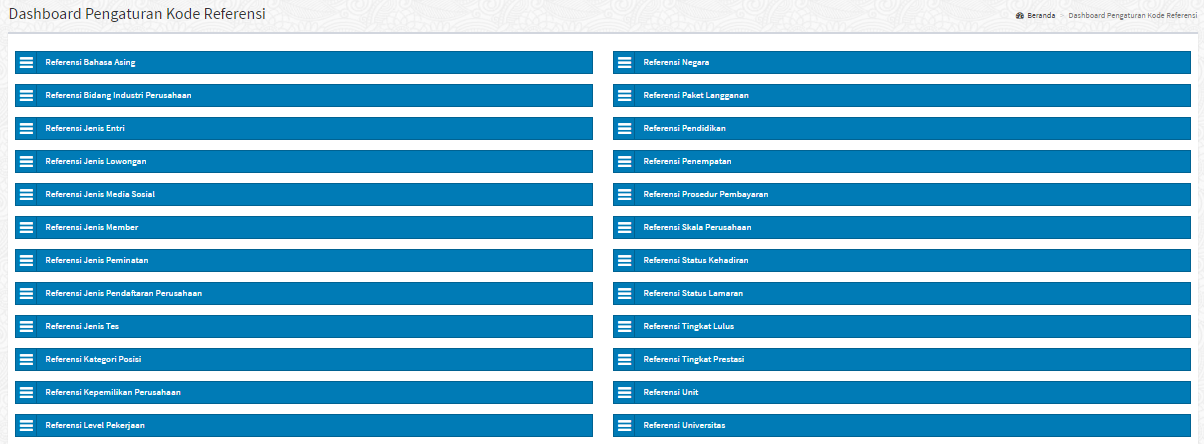 Dashboard Pengaturan Kode Referensi
Beranda > Dashboard Pengaturan Kode Referensi
Referensi Bahasa Asing
Referensi Bidang Industri Perusahaan
Referensi Jenis Entri
Referensi Jenis Lowongan
Referensi Jenis Media Sosial
Referensi Jenis Member
Referensi Jenis Peminatan
Referensi Jenis Pendaftaran Perusahaan
Referensi Jenis Tes
Referensi Kategori Posisi
Referensi Kepemilikan Perusahaan
Referensi Level Pekerjaan
Referensi Negara
Referensi Paket Langganan
Referensi Pendidikan
Referensi Penempatan
Referensi Prosedur Pembayaran
Referensi Skala Perusahaan
Referensi Status Kehadiran
Referensi Status Lamaran
Referensi Tingkat Lulus
Referensi Tingkat Prestasi
Referensi Unit
Referensi Universitas